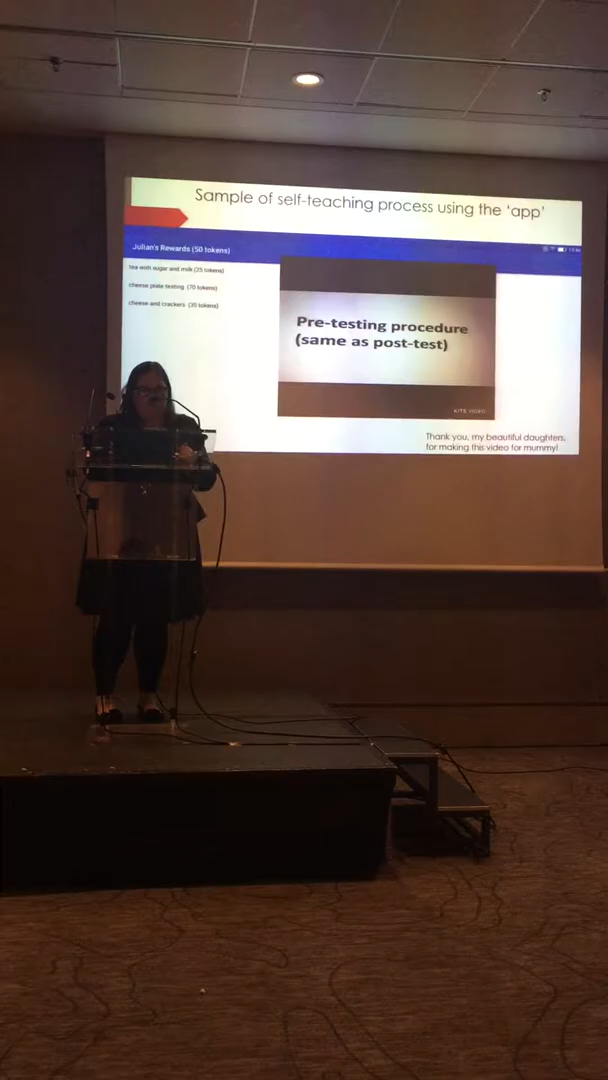 Sample of self-teaching process using the 'app'
Julian's Rewards (50 tokens)
tea with sugar and milk (25 tokens)
cheese plate testing (70 tokens)
cheese and crackers (35 tokens)
Pre-testing procedure
(same as post-test)
Thank you, my beautiful daughters,
for making this video for mummy!